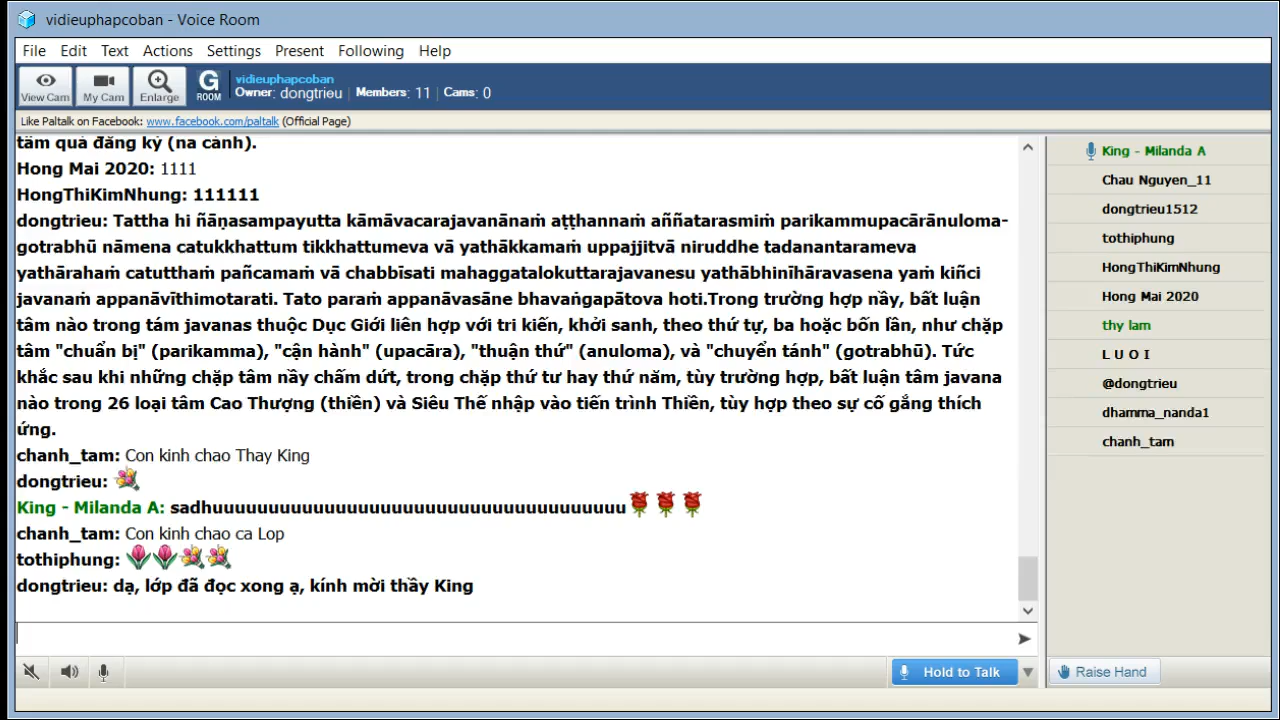 vidieuphapcoban - Voice Room
File Edit Text Actions Settings Present Following Help
View Cam My Cam Enlarge G ROOM
vidieuphapcoban
Owner: dongtrieu Members: 11 Cams: 0
Like Paltalk on Facebook: www.facebook.com/paltalk (Official Page)
tâm quả đăng ký (na cảnh).
Hong Mai 2020: 1111
HongThiKimNhung: 111111
dongtrieu: Tattha hi ñāṇasampayutta kāmāvacarajavanānaṁ aṭṭhannaṁ aññatarasmiṁ parikammupacārānuloma-
gotrabhū nāmena catukkhattum tikkhattumeva vā yathākkamaṁ uppajjitvā niruddhe tadanantarameva
yathārahaṁ catutthaṁ pañcamaṁ vā chabbīsati mahaggatalokuttarajavanesu yathābhinīhāravasena yaṁ kiñci
javanaṁ appanāvīthimotarati. Tato paraṁ appanāvasāne bhavaṅgapātova hoti.Trong trường hợp nầy, bất luận
tâm nào trong tám javanas thuộc Dục Giới liên hợp với tri kiến, khởi sanh, theo thứ tự, ba hoặc bốn lần, như chặp
tâm "chuẩn bị" (parikamma), "cận hành" (upacāra), "thuận thứ" (anuloma), và "chuyển tánh" (gotrabhū). Tức
khắc sau khi những chặp tâm nầy chấm dứt, trong chặp thứ tư hay thứ năm, tùy trường hợp, bất luận tâm javana
nào trong 26 loại tâm Cao Thượng (thiền) và Siêu Thế nhập vào tiến trình Thiền, tùy hợp theo sự cố gắng thích
ứng.
chanh_tam: Con kinh chao Thay King
dongtrieu:
King - Milanda A: sadhuuuuuuuuuuuuuuuuuuuuuuuuuuuuuuuuuuuuu
chanh_tam: Con kinh chao ca Lop
tothiphung:
dongtrieu: dạ, lớp đã đọc xong ạ, kính mời thầy King
Hold to Talk
King - Milanda A
Chau Nguyen_11
dongtrieu1512
tothiphung
HongThiKimNhung
Hong Mai 2020
thy lam
L U O I
@dongtrieu
dhamma_nanda1
chanh_tam
Raise Hand